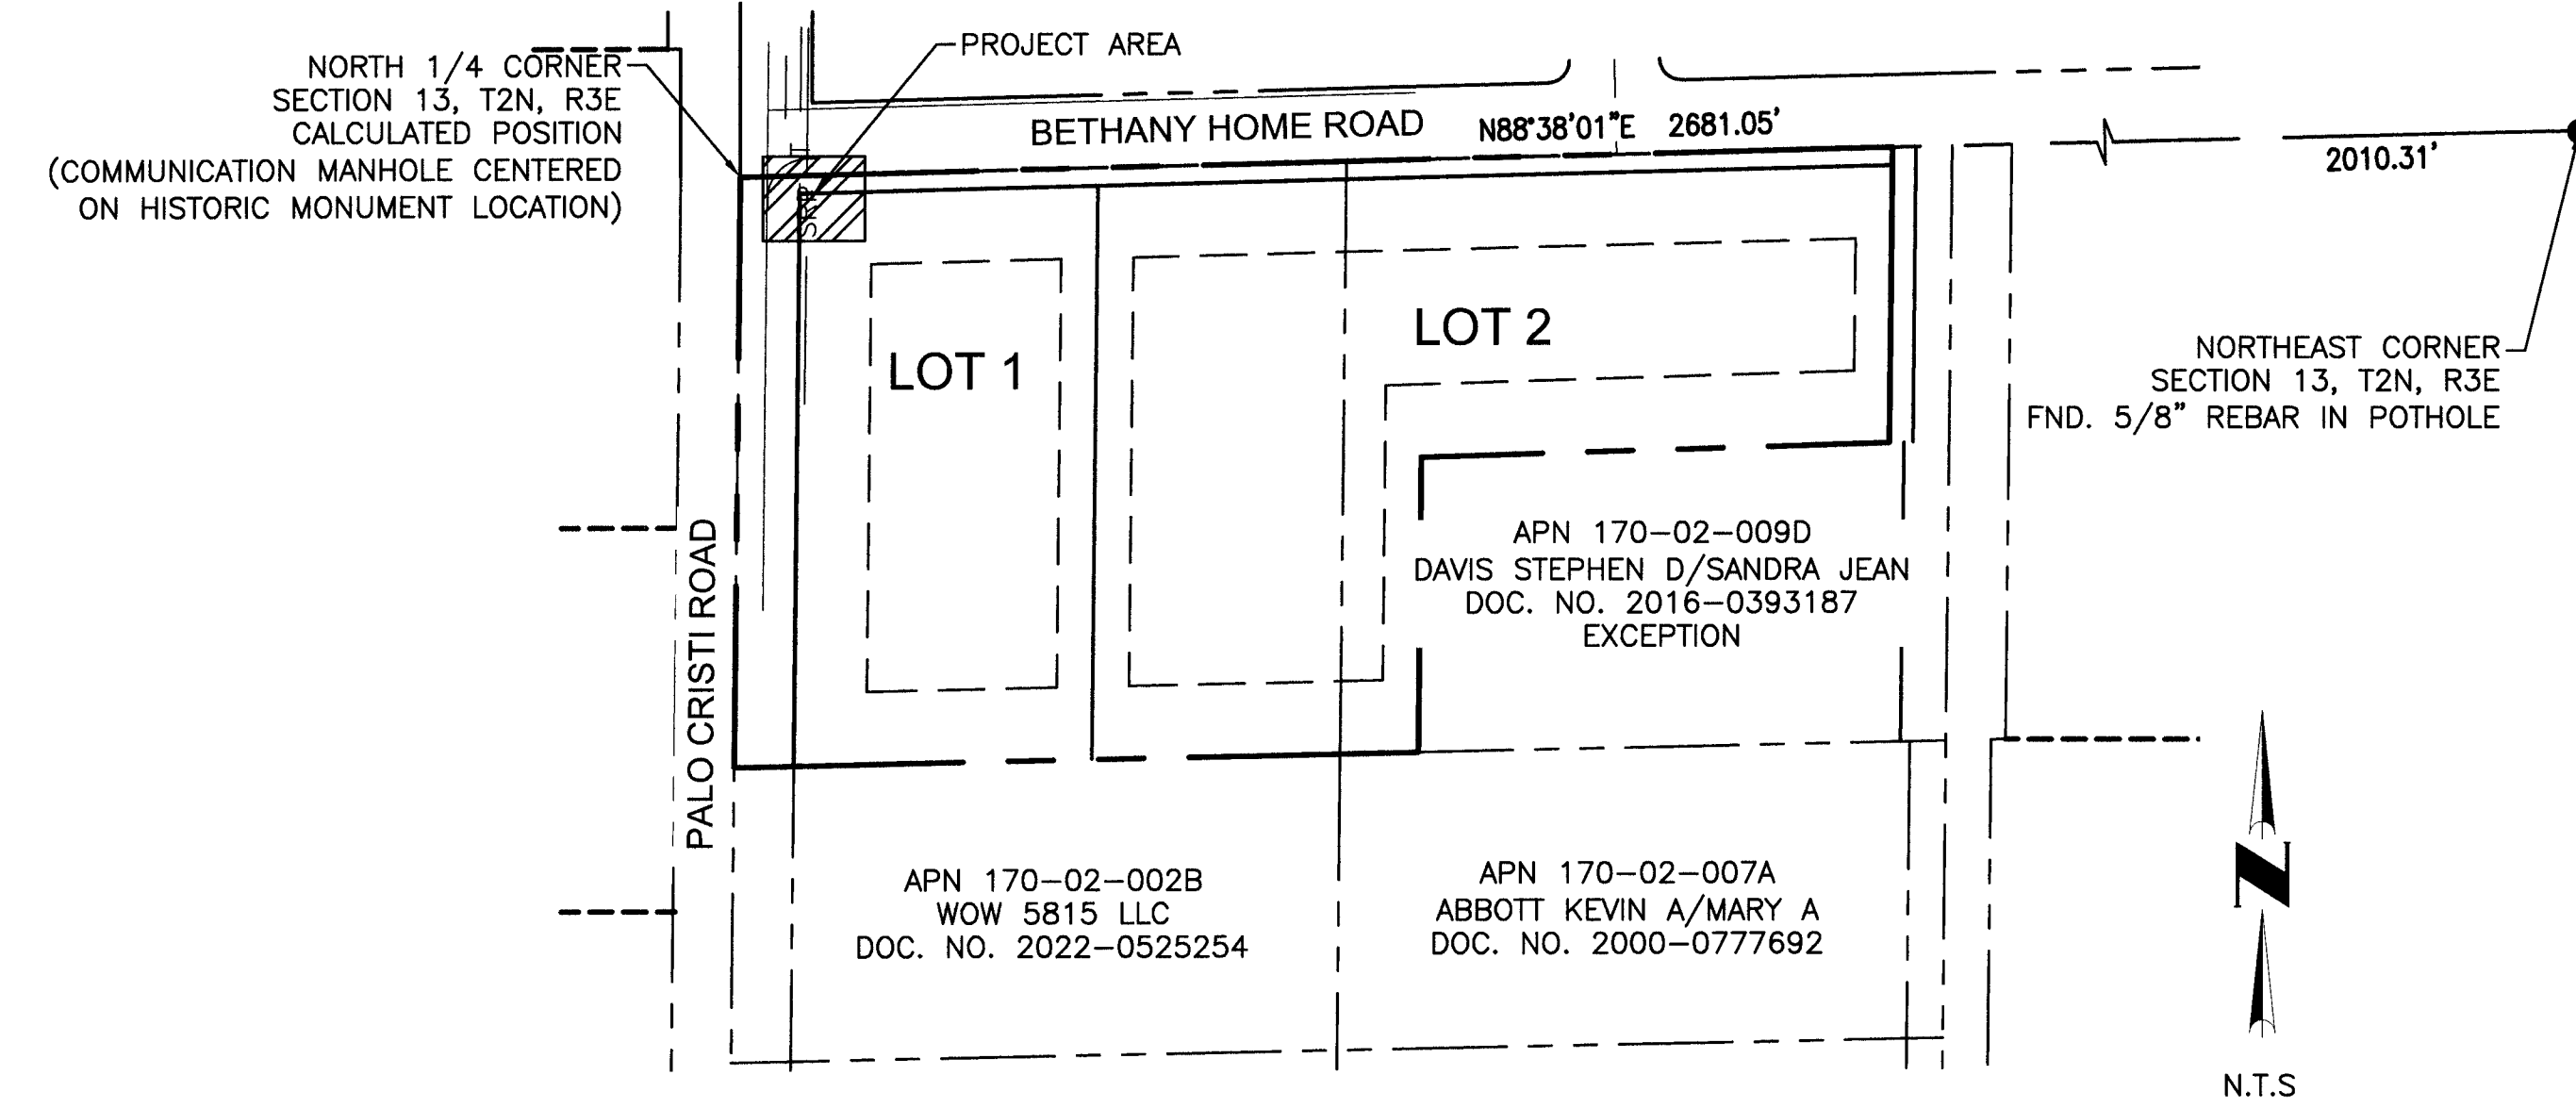 PROJECT AREA
NORTH 1/4 CORNER
SECTION 13, T2N, R3E
CALCULATED POSITION
(COMMUNICATION MANHOLE CENTERED
ON HISTORIC MONUMENT LOCATION)
BETHANY HOME ROAD
N88°38'01"E 2681.05'
2010.31'
LOT 1
LOT 2
NORTHEAST CORNER
SECTION 13, T2N, R3E
FND. 5/8" REBAR IN POTHOLE
PALO CRISTI ROAD
APN 170-02-009D
DAVIS STEPHEN D/SANDRA JEAN
DOC. NO. 2016-0393187
EXCEPTION
APN 170-02-002B
WOW 5815 LLC
DOC. NO. 2022-0525254
APN 170-02-007A
ABBOTT KEVIN A/MARY A
DOC. NO. 2000-0777692
N
N.T.S